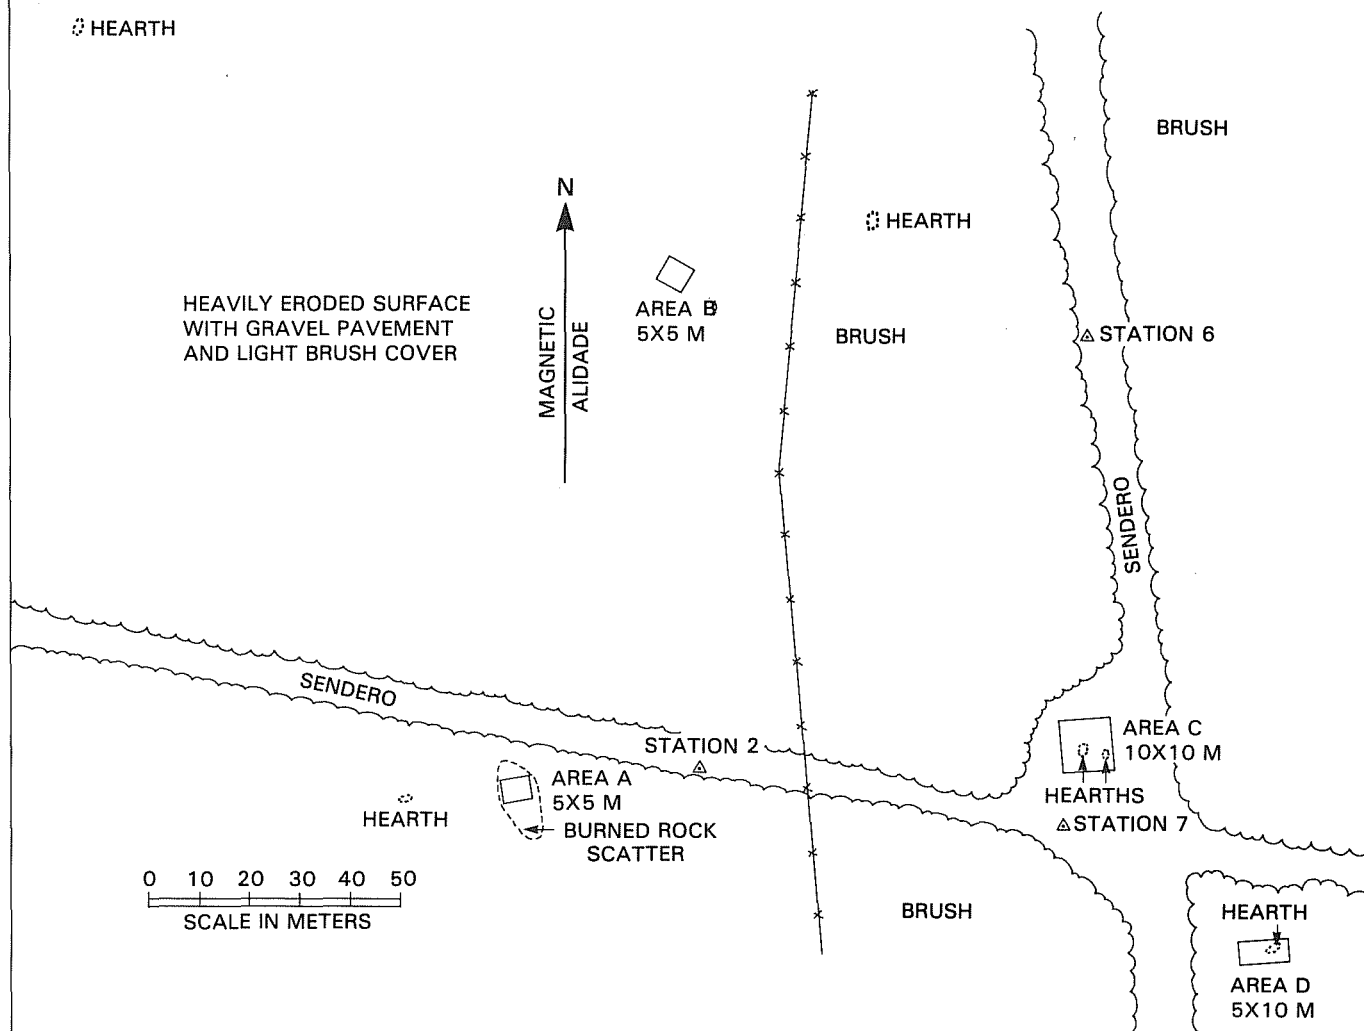 HEARTH
BRUSH
N
HEARTH
HEAVILY ERODED SURFACE
WITH GRAVEL PAVEMENT
AND LIGHT BRUSH COVER
MAGNETIC
ALIDADE
AREA B
5X5 M
BRUSH
STATION 6
SENDERO
SENDERO
STATION 2
AREA C
10X10 M
AREA A
5X5 M
HEARTHS
HEARTH
STATION 7
BURNED ROCK
SCATTER
0 10 20 30 40 50
SCALE IN METERS
BRUSH
HEARTH
AREA D
5X10 M